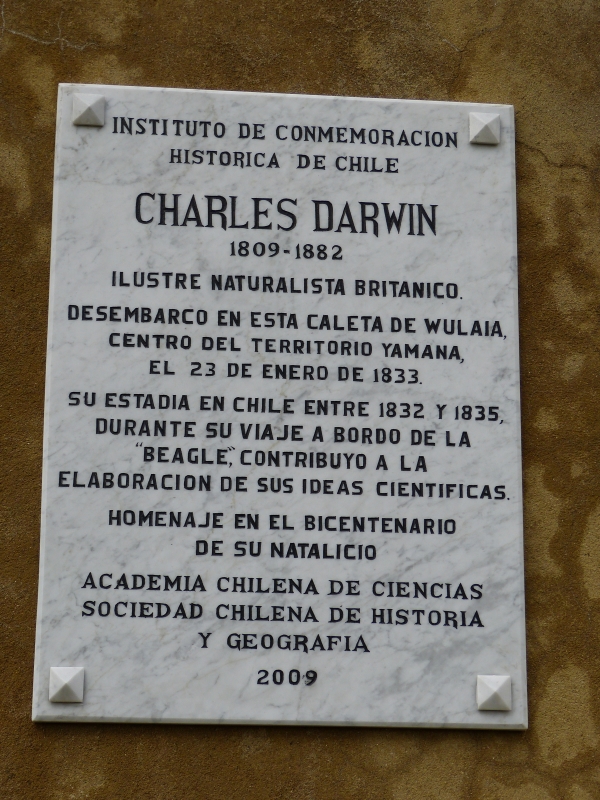 INSTITUTO DE CONMEMORACION
HISTORICA DE CHILE
CHARLES DARWIN
1809-1882
ILUSTRE NATURALISTA BRITANICO.
DESEMBARCO EN ESTA CALETA DE WULAIA,
CENTRO DEL TERRITORIO YAMANA,
EL 23 DE ENERO DE 1833.
SU ESTADIA EN CHILE ENTRE 1832 Y 1835,
DURANTE SU VIAJE A BORDO DE LA
"BEAGLE", CONTRIBUYO A LA
ELABORACION DE SUS IDEAS CIENTIFICAS.
HOMENAJE EN EL BICENTENARIO
DE SU NATALICIO
ACADEMIA CHILENA DE CIENCIAS
SOCIEDAD CHILENA DE HISTORIA
Y GEOGRAFIA
2009